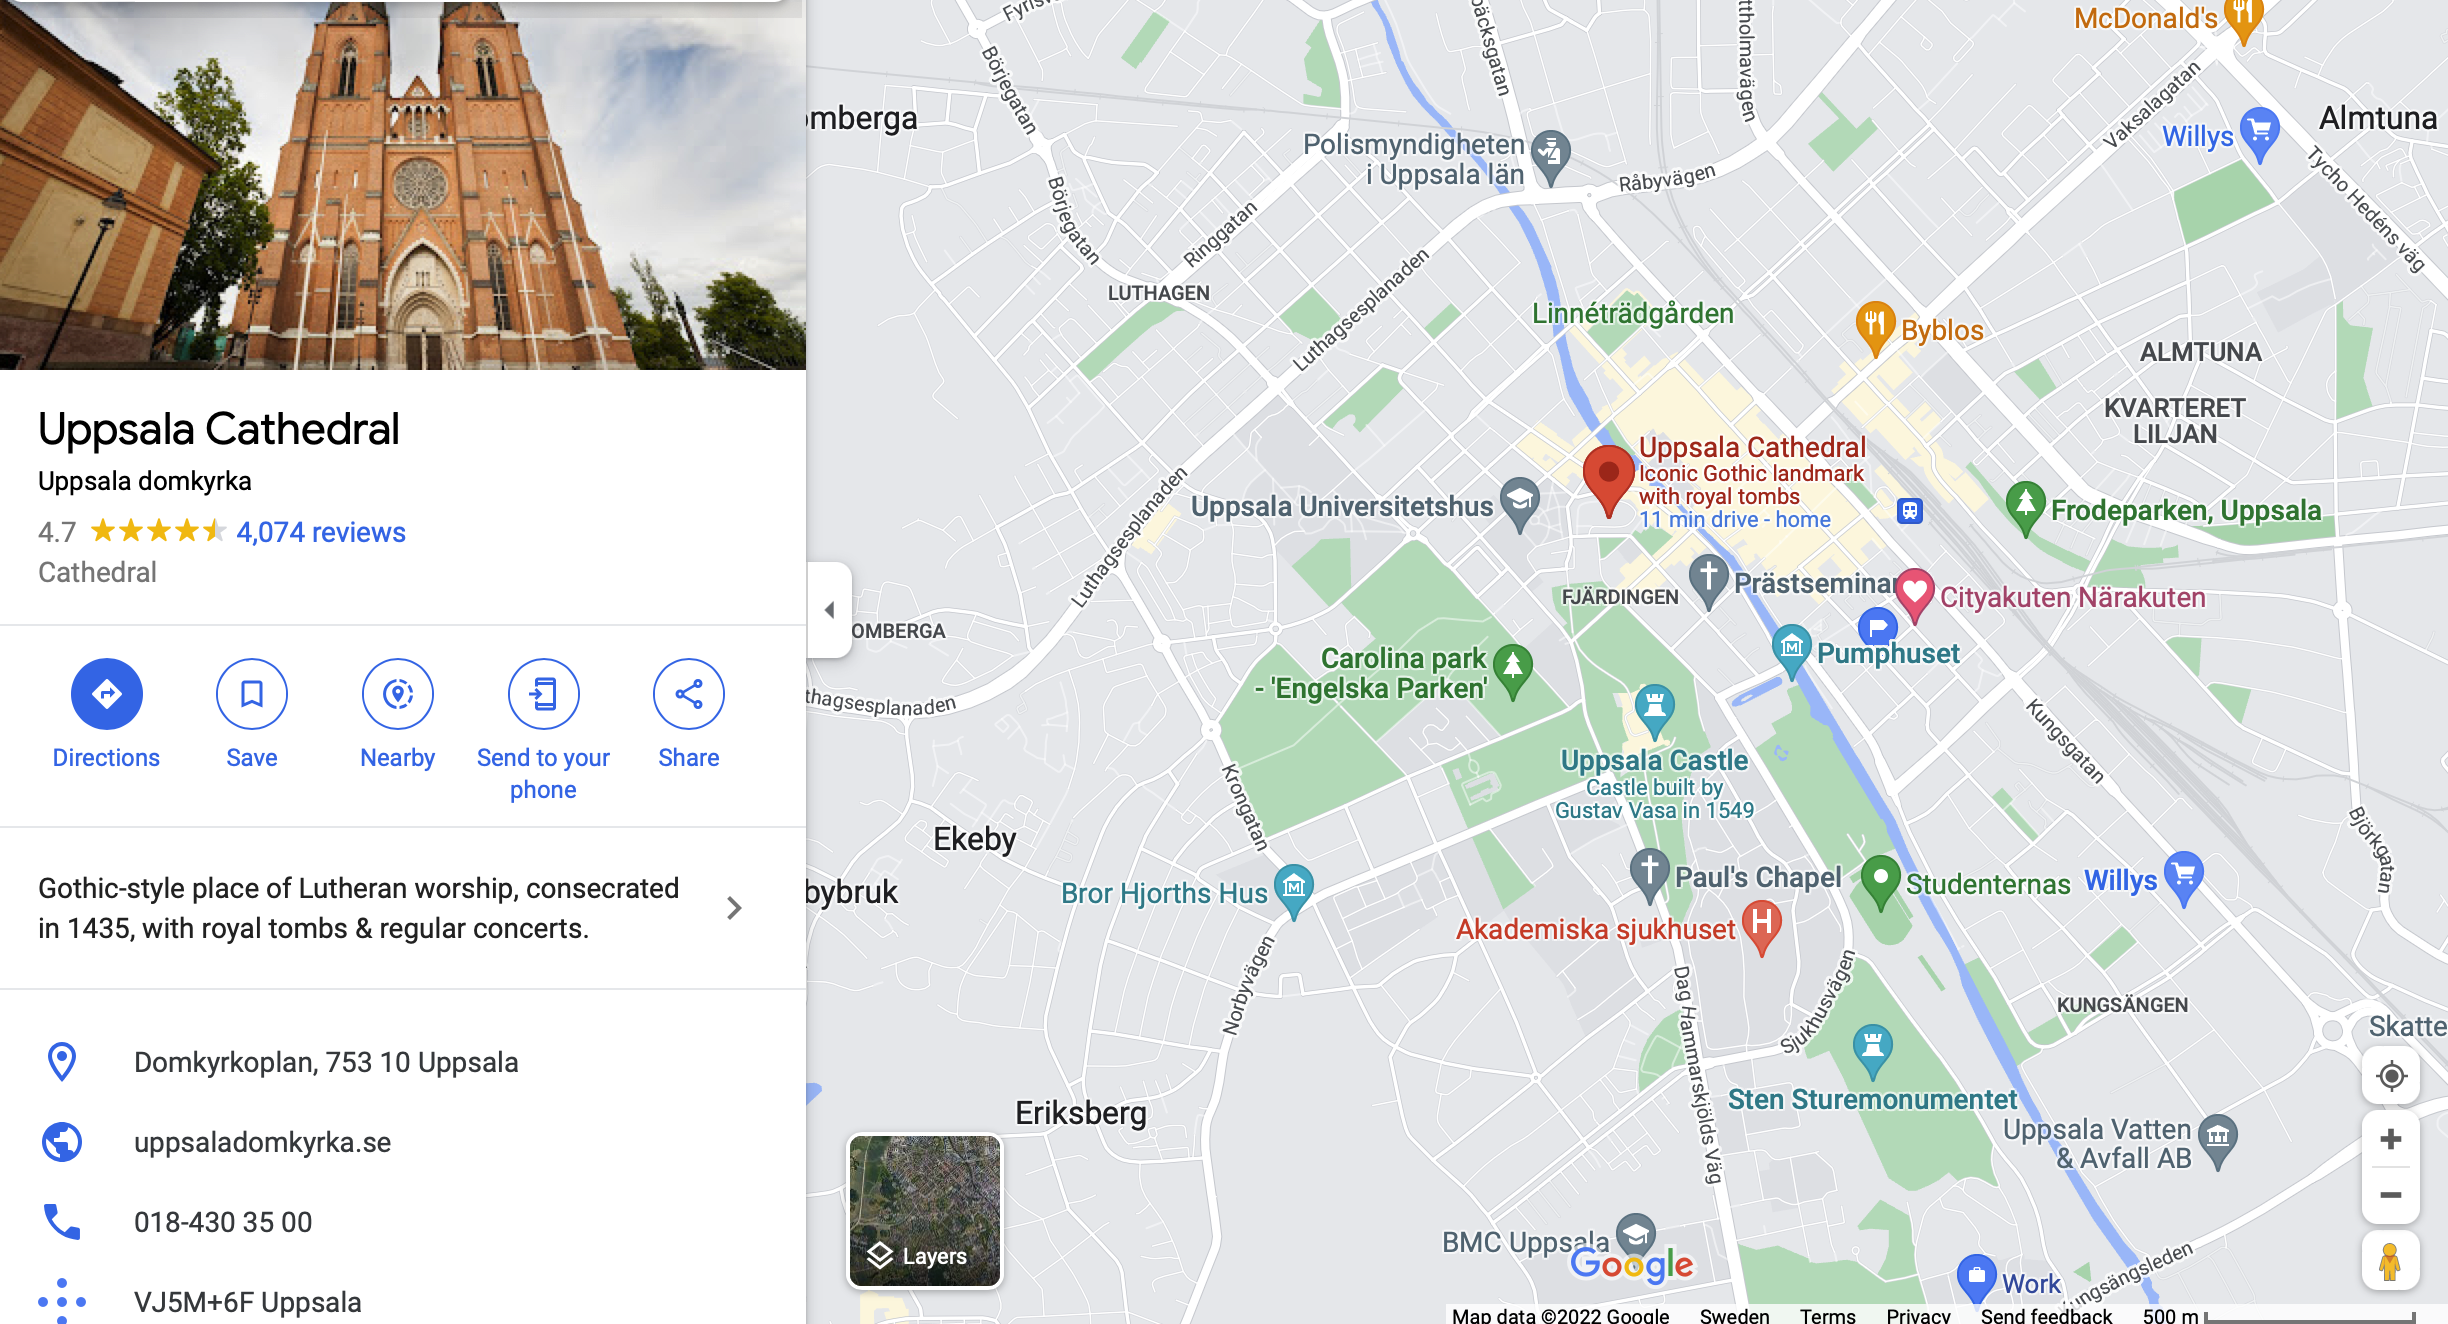 Uppsala Cathedral
Uppsala domkyrka
4.7
4,074 reviews
Cathedral
Directions
Save
Nearby
Send to your
phone
Share
Gothic-style place of Lutheran worship, consecrated
in 1435, with royal tombs & regular concerts.
Domkyrkoplan, 753 10 Uppsala
uppsaladomkyrka.se
018-430 35 00
VJ5M+6F Uppsala
McDonald's
Börjegatan
omberga
Vaksalagatan
Almtuna
Willys
Polismyndigheten
i Uppsala län
Råbyvägen
Tycho Hedéns väg
Börjegatan
Ringgatan
LUTHAGEN
Luthagsesplanaden
Linnéträdgården
Byblos
ALMTUNA
KVARTERET
LILJAN
Uppsala Cathedral
Iconic Gothic landmark
with royal tombs
11 min drive - home
Uppsala Universitetshus
Luthagsesplanaden
Frodeparken, Uppsala
FJÄRDINGEN
Prästseminar
Cityakuten Närakuten
OMBERGA
Pumphuset
Carolina park
- 'Engelska Parken'
thagsesplanaden
Kungsgatan
Uppsala Castle
Castle built by
Gustav Vasa in 1549
Krongatan
Ekeby
Björkgatan
bybruk
Bror Hjorths Hus
Paul's Chapel
Studenternas
Willys
Akademiska sjukhuset
Norbyvägen
Dag Hammarskjölds Väg
Sjukhusvägen
KUNGSÄNGEN
Skatte
Eriksberg
Sten Sturemonumentet
Uppsala Vatten
& Avfall AB
BMC Uppsala
Google
Layers
Work
ungsängsleden
Map data ©2022 Google
Sweden
Terms
Privacy
Send feedback
500 m